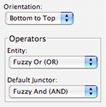 Orientation:
Bottom to Top
Operators
Entity:
Fuzzy Or (OR)
Default Junctor:
Fuzzy And (AND)